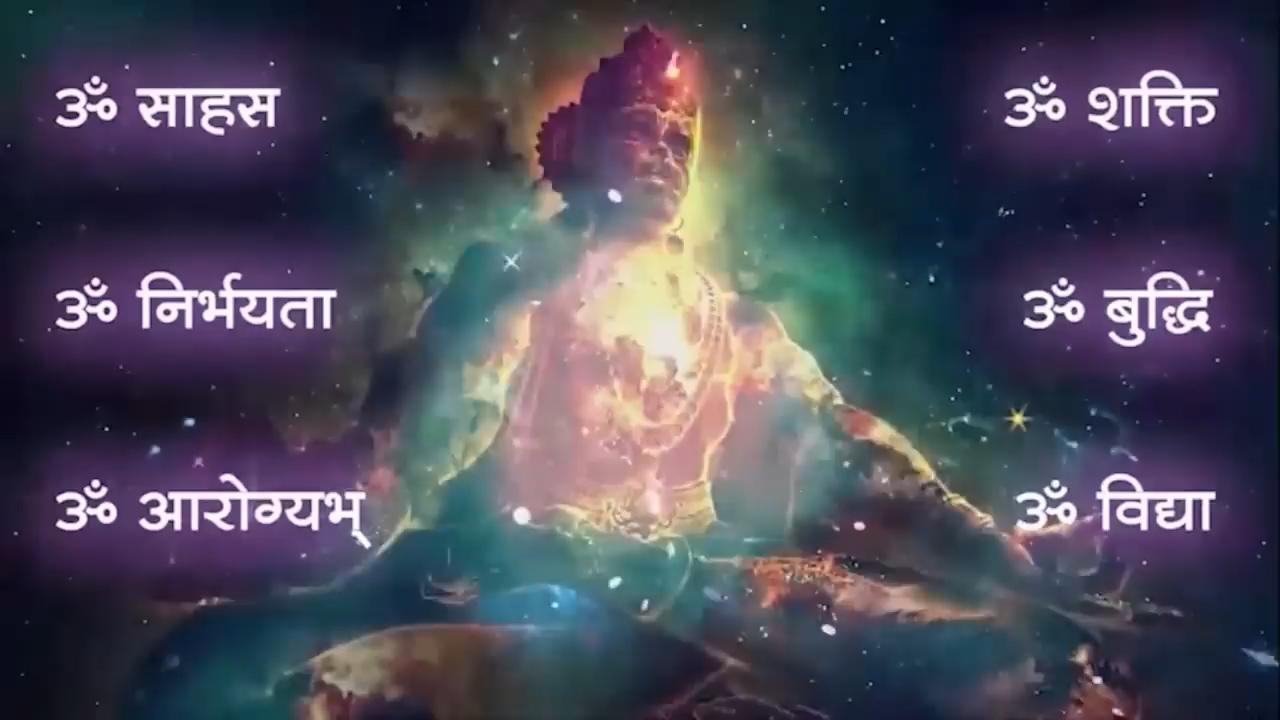 ॐ साहस
ॐ शक्ति
ॐ निर्भयता
ॐ बुद्धि
ॐ आरोग्यभ्
ॐ विद्या